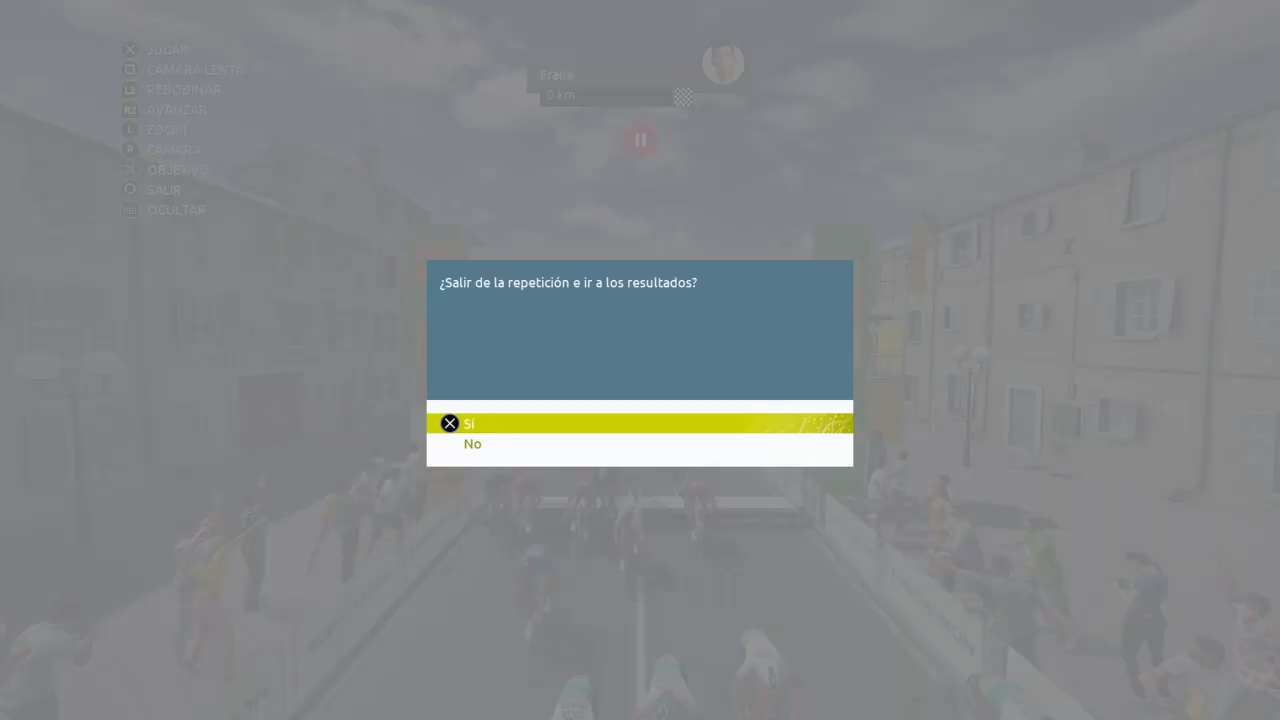 JUGAR
CÁMARA LENTA
REBOBINAR
AVANZAR
ZOOM
CÁMARA
OBJETIVO
SALIR
OCULTAR
Fraile
0 km
¿Salir de la repetición e ir a los resultados?
Sí
No